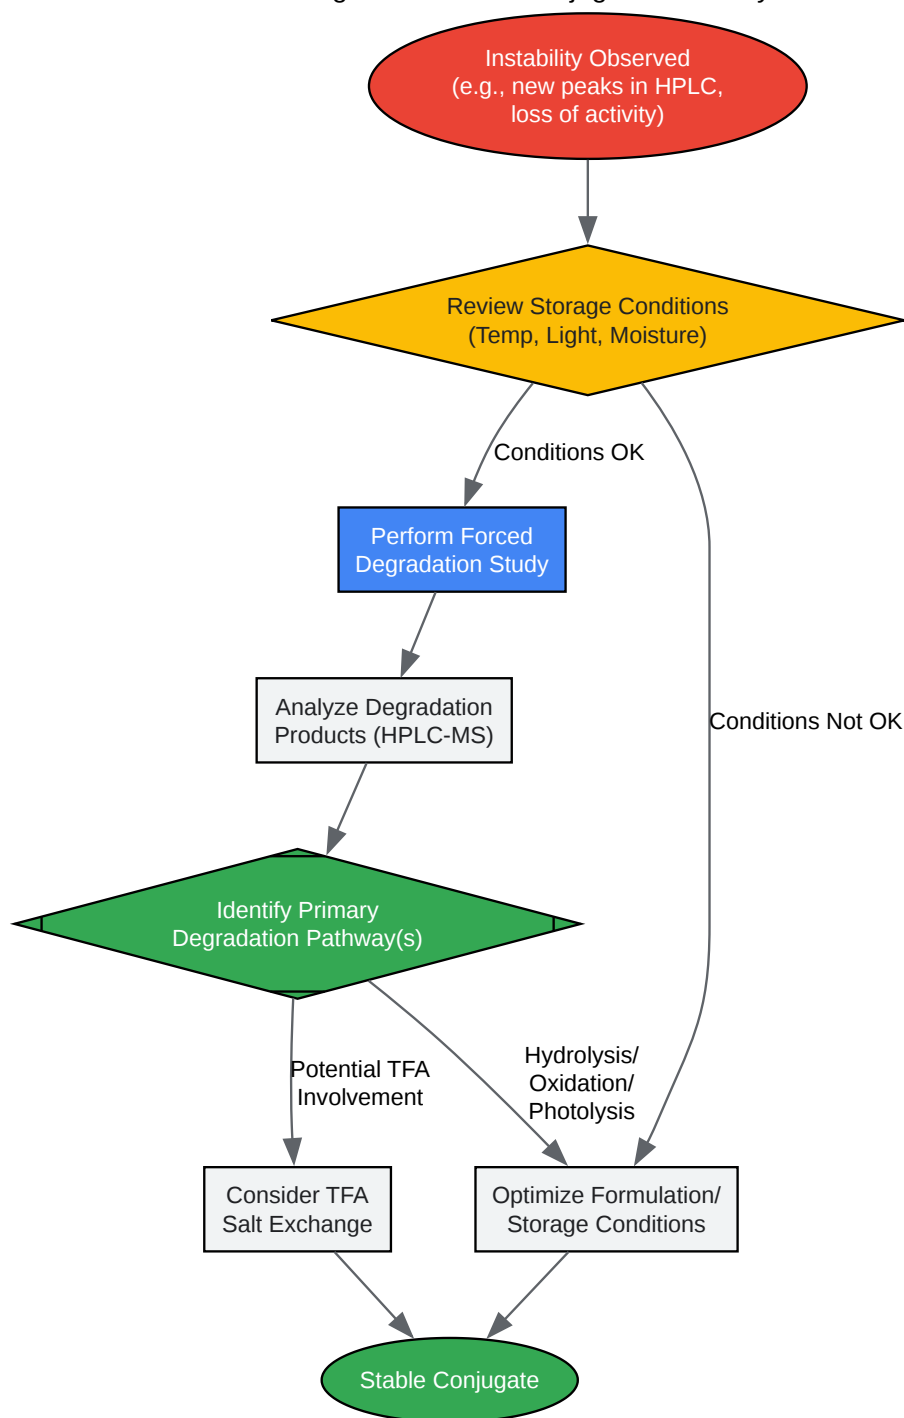 Instability Observed
(e.g., new peaks in HPLC,
loss of activity)
Review Storage Conditions
(Temp, Light, Moisture)
Conditions OK
Perform Forced
Degradation Study
Analyze Degradation
Products (HPLC-MS)
Conditions Not OK
Identify Primary
Degradation Pathway(s)
Potential TFA
Involvement
Hydrolysis/
Oxidation/
Photolysis
Consider TFA
Salt Exchange
Optimize Formulation/
Storage Conditions
Stable Conjugate